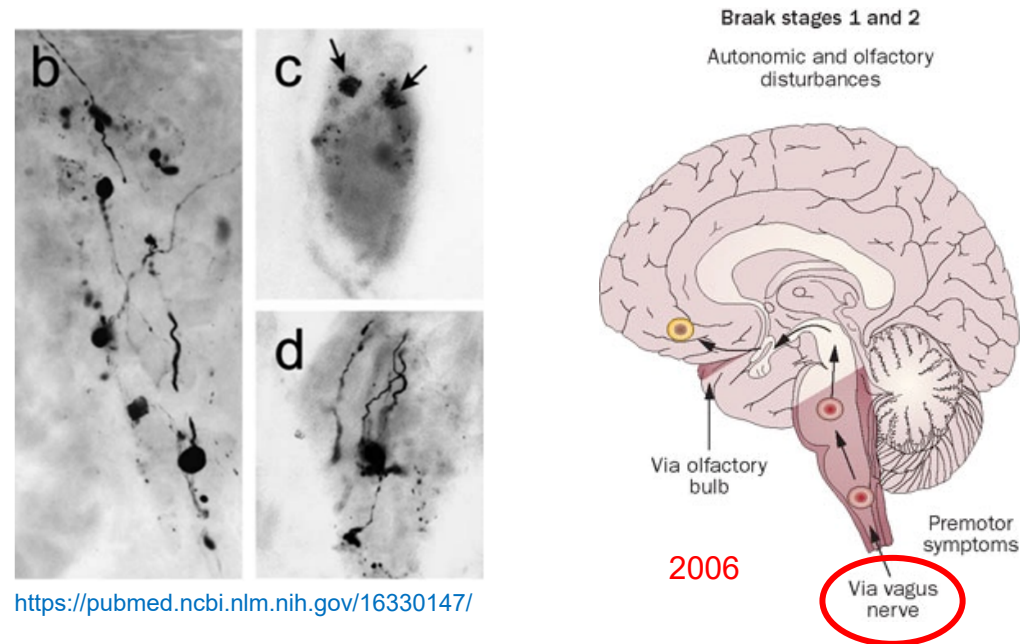 b
c
d
https://pubmed.ncbi.nlm.nih.gov/16330147/
Braak stages 1 and 2
Autonomic and olfactory
disturbances
Via olfactory
bulb
Premotor
symptoms
2006
Via vagus
nerve